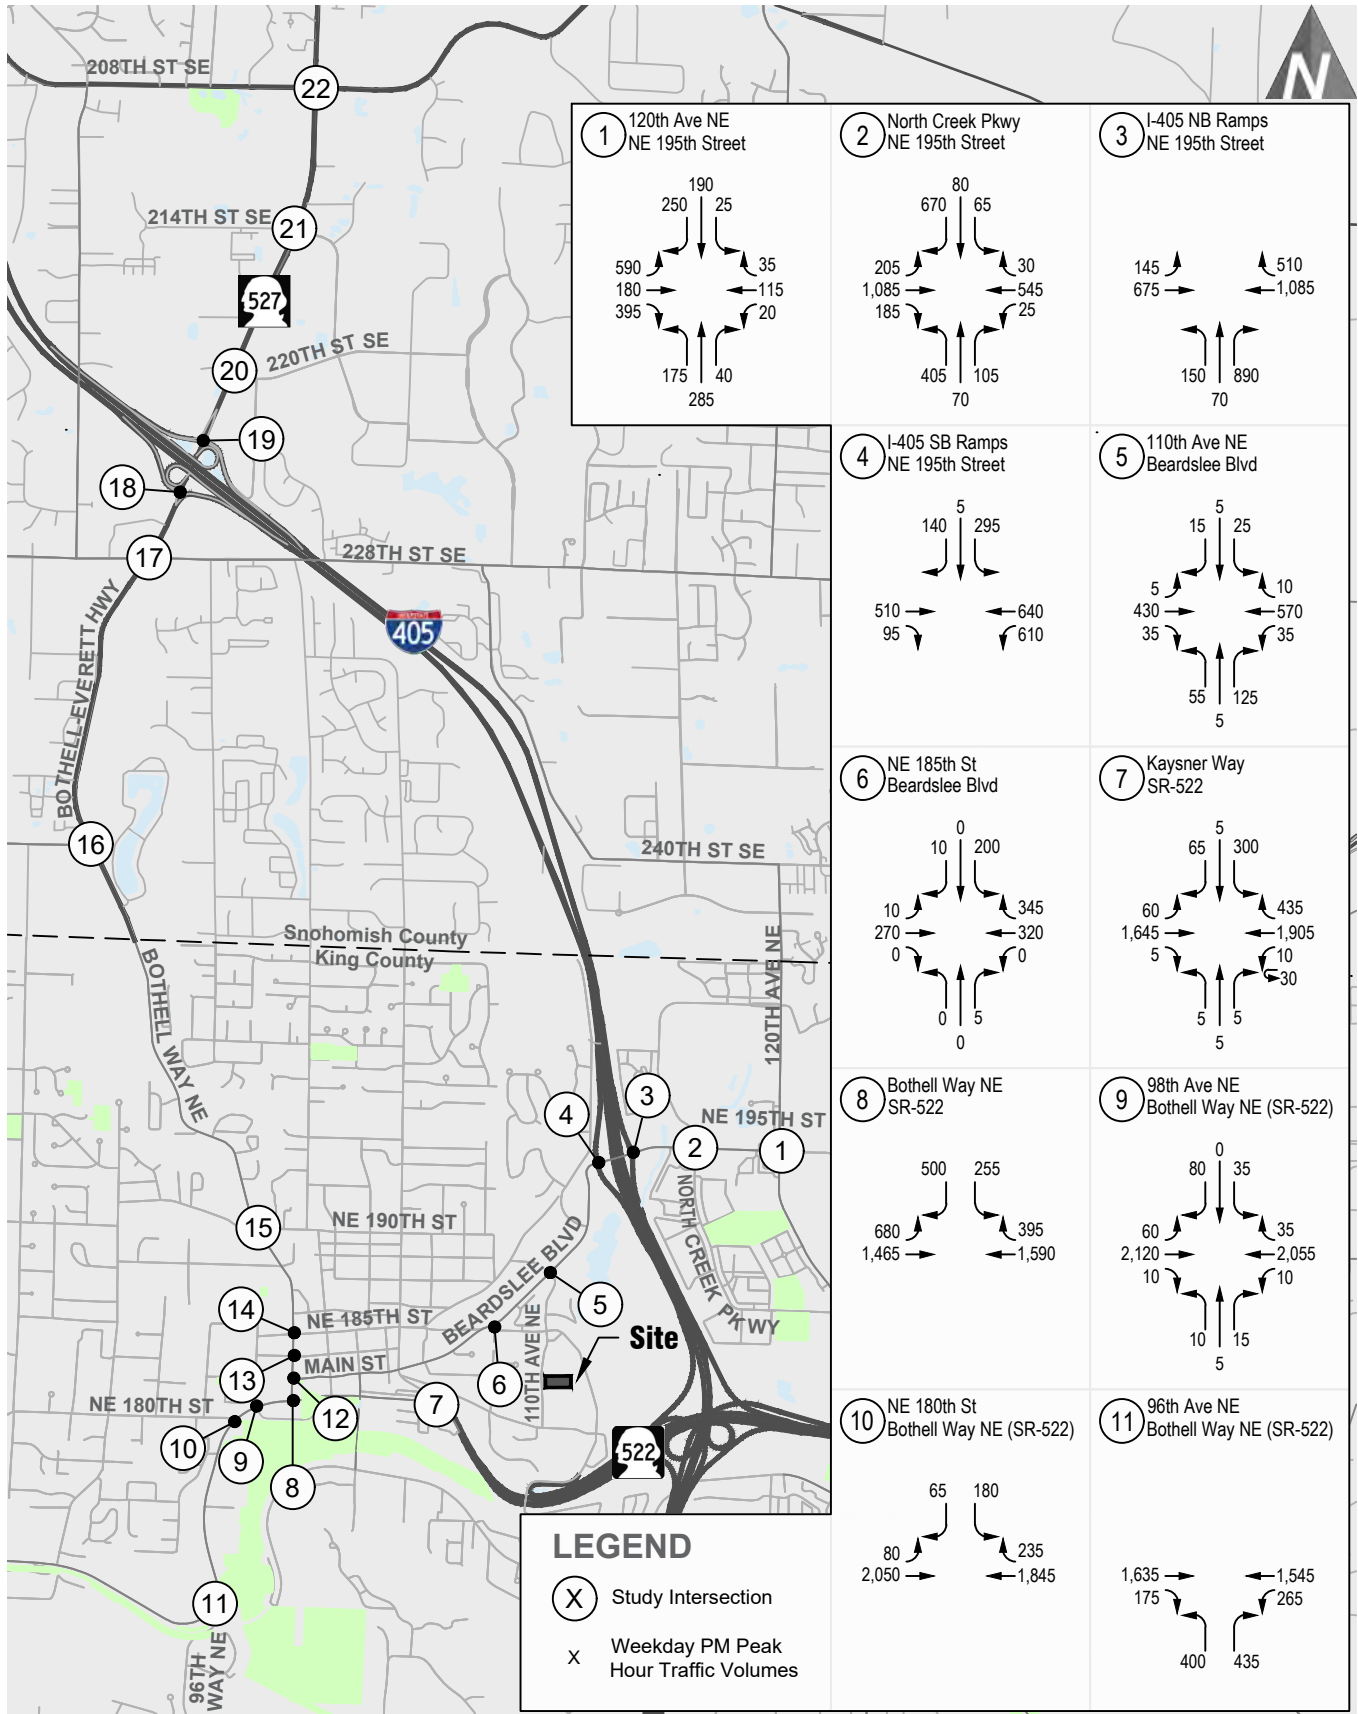 208TH ST SE
22
N
214TH ST SE
21
527
20
220TH ST SE
19
18
17
228TH ST SE
BOTHELL-EVERETT HWY
405
16
240TH ST SE
Snohomish County
King County
BOTHELL WAY NE
120TH AVE NE
3
4
NE 195TH ST
2
1
NORTH CREEK PKWY
15
NE 190TH ST
BEARDSLEE BLVD
5
14
NE 185TH ST
110TH AVE NE
Site
13
MAIN ST
6
7
NE 180TH ST
12
10
9
8
522
11
96TH
WAY NE
1
120th Ave NE
NE 195th Street
190
250
25
590
35
180
115
395
20
175
40
285
2
North Creek Pkwy
NE 195th Street
80
670
65
205
30
1,085
545
185
25
405
105
70
3
I-405 NB Ramps
NE 195th Street
145
510
675
1,085
150
890
70
4
I-405 SB Ramps
NE 195th Street
5
140
295
510
640
95
610
5
110th Ave NE
Beardslee Blvd
5
15
25
5
10
430
570
35
35
55
125
5
6
NE 185th St
Beardslee Blvd
0
10
200
10
345
270
320
0
0
0
5
0
7
Kaysner Way
SR-522
5
65
300
60
435
1,645
1,905
5
10
30
5
5
5
8
Bothell Way NE
SR-522
500
255
680
395
1,465
1,590
9
98th Ave NE
Bothell Way NE (SR-522)
0
80
35
60
35
2,120
2,055
10
10
10
15
5
10
NE 180th St
Bothell Way NE (SR-522)
65
180
80
235
2,050
1,845
11
96th Ave NE
Bothell Way NE (SR-522)
1,635
1,545
175
265
400
435
LEGEND
X Study Intersection
X Weekday PM Peak
Hour Traffic Volumes